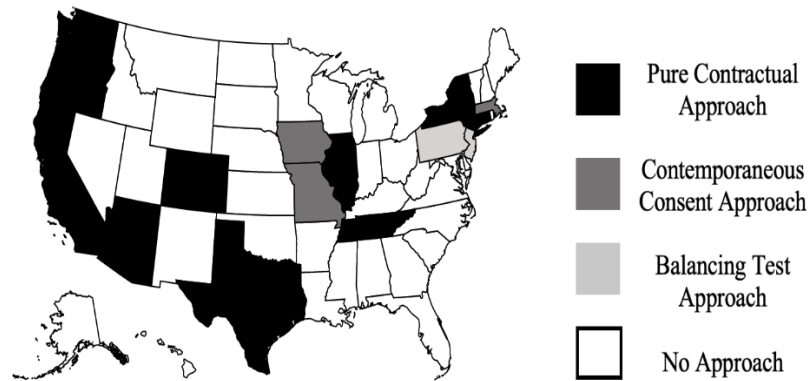 Pure Contractual
Approach
Contemporaneous
Consent Approach
Balancing Test
Approach
No Approach